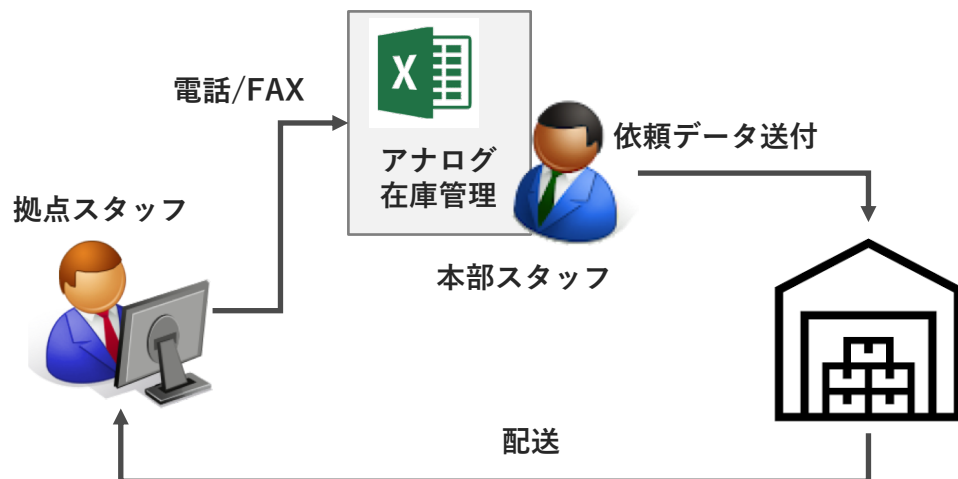 電話/FAX
X
アナログ
在庫管理
依頼データ送付
拠点スタッフ
本部スタッフ
配送